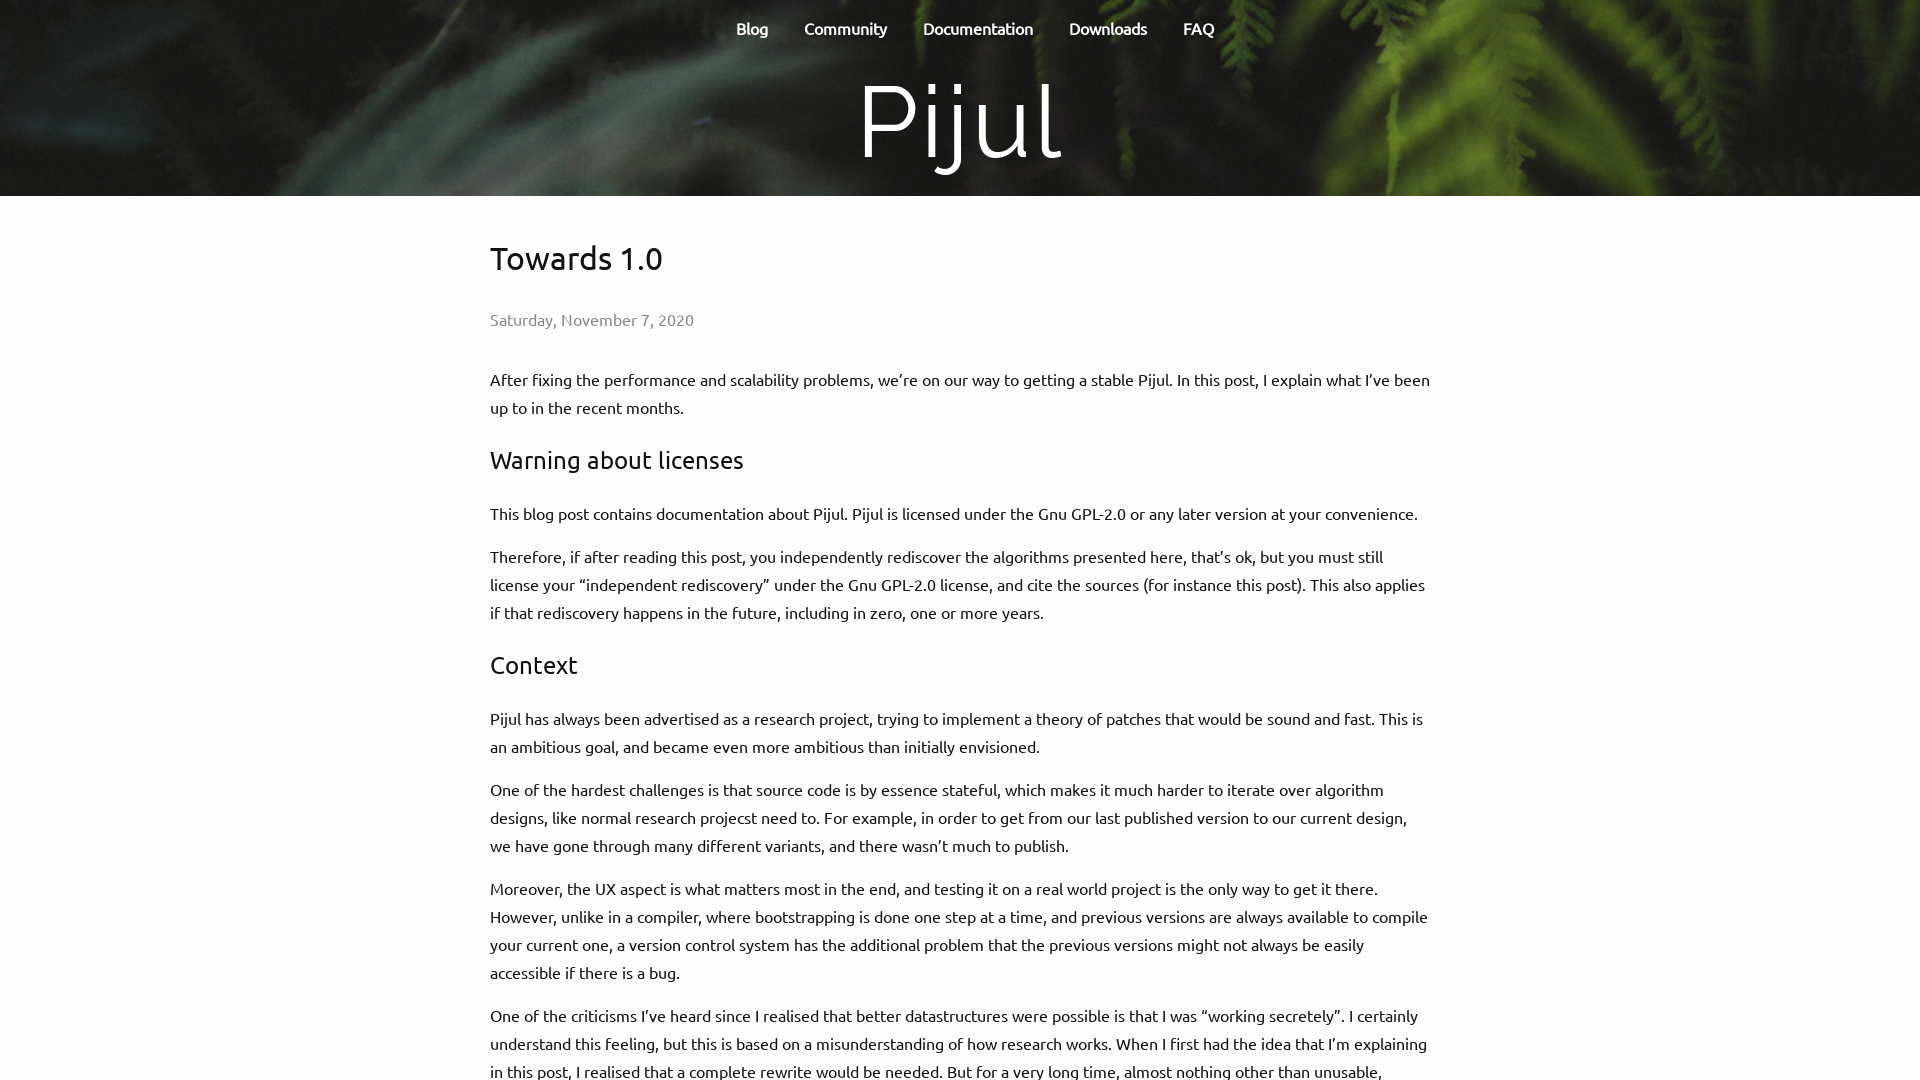 Blog Community Documentation Downloads FAQ
Pijul
Towards 1.0
Saturday, November 7, 2020
After fixing the performance and scalability problems, we’re on our way to getting a stable Pijul. In this post, I explain what I’ve been
up to in the recent months.
Warning about licenses
This blog post contains documentation about Pijul. Pijul is licensed under the Gnu GPL-2.0 or any later version at your convenience.
Therefore, if after reading this post, you independently rediscover the algorithms presented here, that’s ok, but you must still
license your “independent rediscovery” under the Gnu GPL-2.0 license, and cite the sources (for instance this post). This also applies
if that rediscovery happens in the future, including in zero, one or more years.
Context
Pijul has always been advertised as a research project, trying to implement a theory of patches that would be sound and fast. This is
an ambitious goal, and became even more ambitious than initially envisioned.
One of the hardest challenges is that source code is by essence stateful, which makes it much harder to iterate over algorithm
designs, like normal research projecst need to. For example, in order to get from our last published version to our current design,
we have gone through many different variants, and there wasn’t much to publish.
Moreover, the UX aspect is what matters most in the end, and testing it on a real world project is the only way to get it there.
However, unlike in a compiler, where bootstrapping is done one step at a time, and previous versions are always available to compile
your current one, a version control system has the additional problem that the previous versions might not always be easily
accessible if there is a bug.
One of the criticisms I’ve heard since I realised that better datastructures were possible is that I was “working secretely”. I certainly
understand this feeling, but this is based on a misunderstanding of how research works. When I first had the idea that I’m explaining
in this post, I realised that a complete rewrite would be needed. But for a very long time, almost nothing other than unusable,